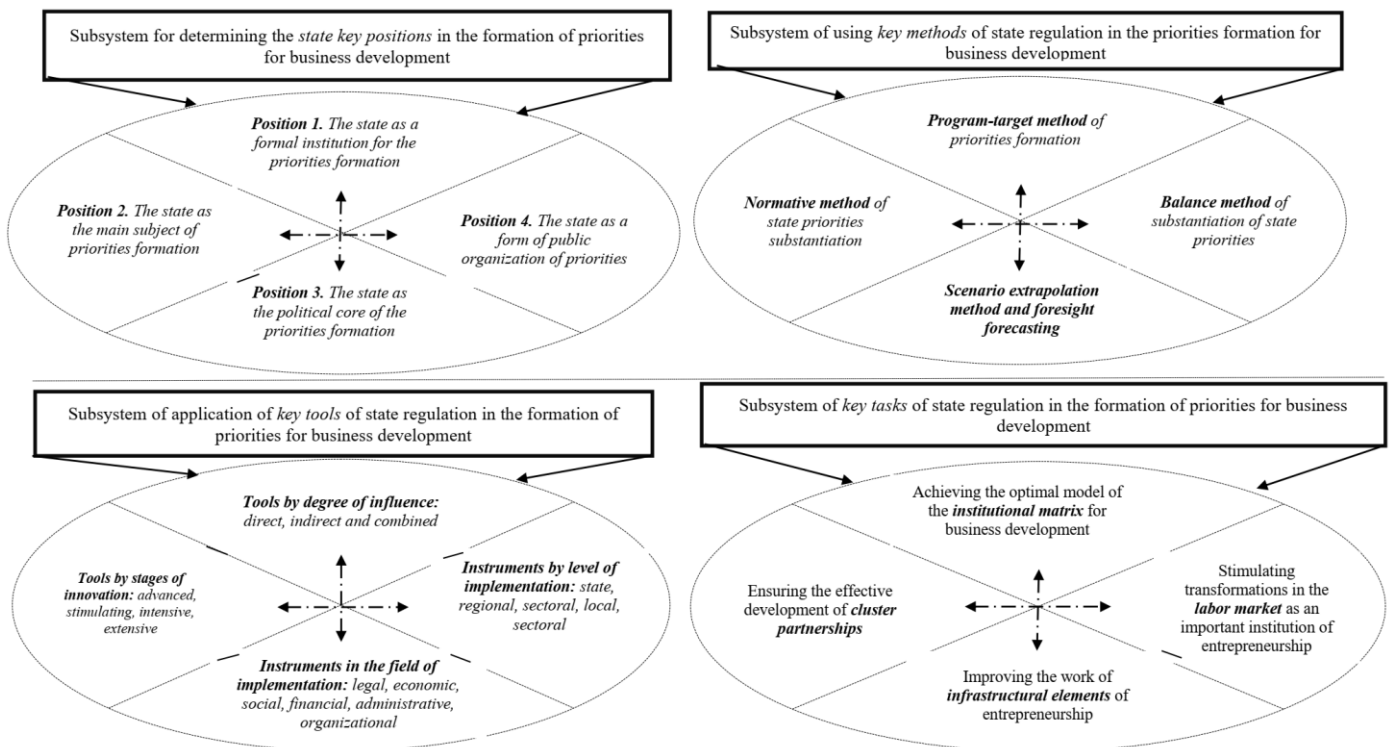 Subsystem for determining the state key positions in the formation of priorities
for business development
Position 1. The state as a
formal institution for the
priorities formation
Position 2. The state as
the main subject of
priorities formation
Position 4. The state as a
form of public
organization of priorities
Position 3. The state as
the political core of the
priorities formation
Subsystem of using key methods of state regulation in the priorities formation for
business development
Program-target method of
priorities formation
Normative method of
state priorities
substantiation
Balance method of
substantiation of state
priorities
Scenario extrapolation
method and foresight
forecasting
Subsystem of application of key tools of state regulation in the formation of
priorities for business development
Tools by degree of influence:
direct, indirect and combined
Tools by stages of
innovation: advanced,
stimulating, intensive,
extensive
Instruments by level of
implementation: state,
regional, sectoral, local,
sectoral
Instruments in the field of
implementation: legal, economic,
social, financial, administrative,
organizational
Subsystem of key tasks of state regulation in the formation of priorities for business
development
Achieving the optimal model of
the institutional matrix for
business development
Ensuring the effective
development of cluster
partnerships
Stimulating
transformations in the
labor market as an
important institution of
entrepreneurship
Improving the work of
infrastructural elements of
entrepreneurship